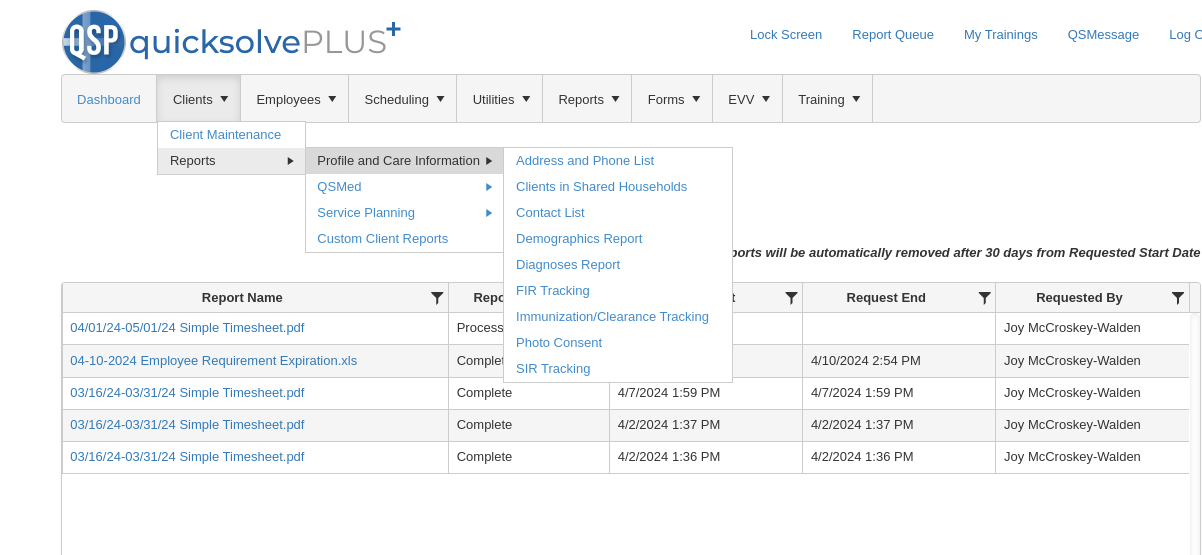 QSP quicksolvePLUS+
Lock Screen Report Queue My Trainings QSMessage Log
Dashboard Clients Employees Scheduling Utilities Reports Forms EVV Training
Client Maintenance
Reports
Profile and Care Information
QSMed
Service Planning
Custom Client Reports
Address and Phone List
Clients in Shared Households
Contact List
Demographics Report
Diagnoses Report
FIR Tracking
Immunization/Clearance Tracking
Photo Consent
SIR Tracking
will be automatically removed after 30 days from Requested Start Date
Report Name Request End Requested By
04/01/24-05/01/24 Simple Timesheet.pdf Process Joy McCroskey-Walden
04-10-2024 Employee Requirement Expiration.xls Complet 4/10/2024 2:54 PM Joy McCroskey-Walden
03/16/24-03/31/24 Simple Timesheet.pdf Complete 4/7/2024 1:59 PM 4/7/2024 1:59 PM Joy McCroskey-Walden
03/16/24-03/31/24 Simple Timesheet.pdf Complete 4/2/2024 1:37 PM 4/2/2024 1:37 PM Joy McCroskey-Walden
03/16/24-03/31/24 Simple Timesheet.pdf Complete 4/2/2024 1:36 PM 4/2/2024 1:36 PM Joy McCroskey-Walden